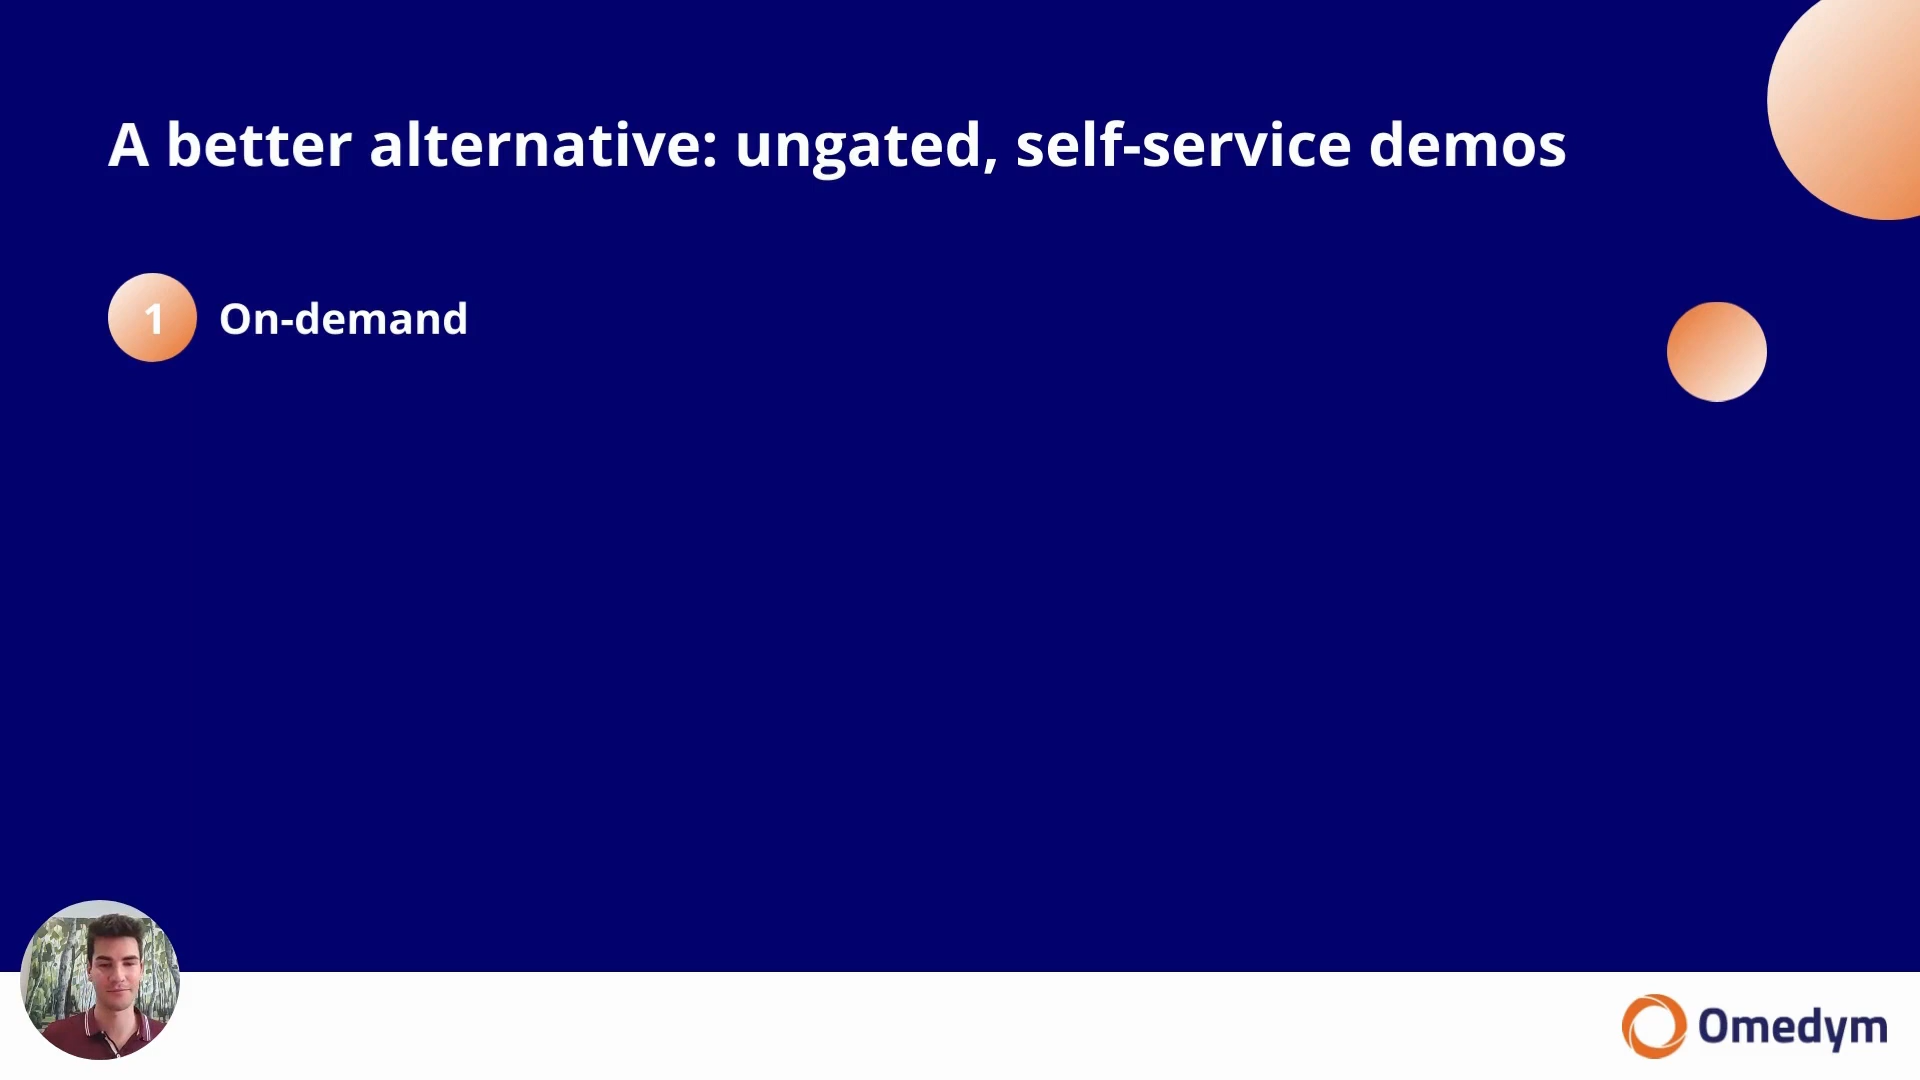 A better alternative: ungated, self-service demos
1 On-demand
Omedym